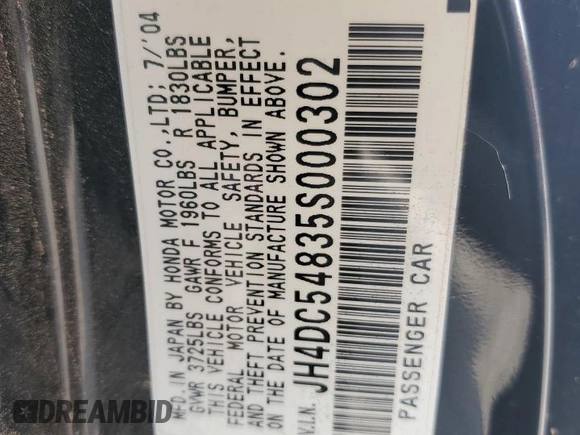 MFD. IN JAPAN BY HONDA MOTOR CO.,LTD; 7/'04
GVWR 3725LBS GAWR F 1960LBS R 1830LBS
THIS VEHICLE CONFORMS TO ALL APPLICABLE
FEDERAL MOTOR VEHICLE SAFETY, BUMPER,
AND THEFT PREVENTION STANDARDS IN EFFECT
ON THE DATE OF MANUFACTURE SHOWN ABOVE.
V.I.N. JH4DC54835S000302
PASSENGER CAR
DREAMBID